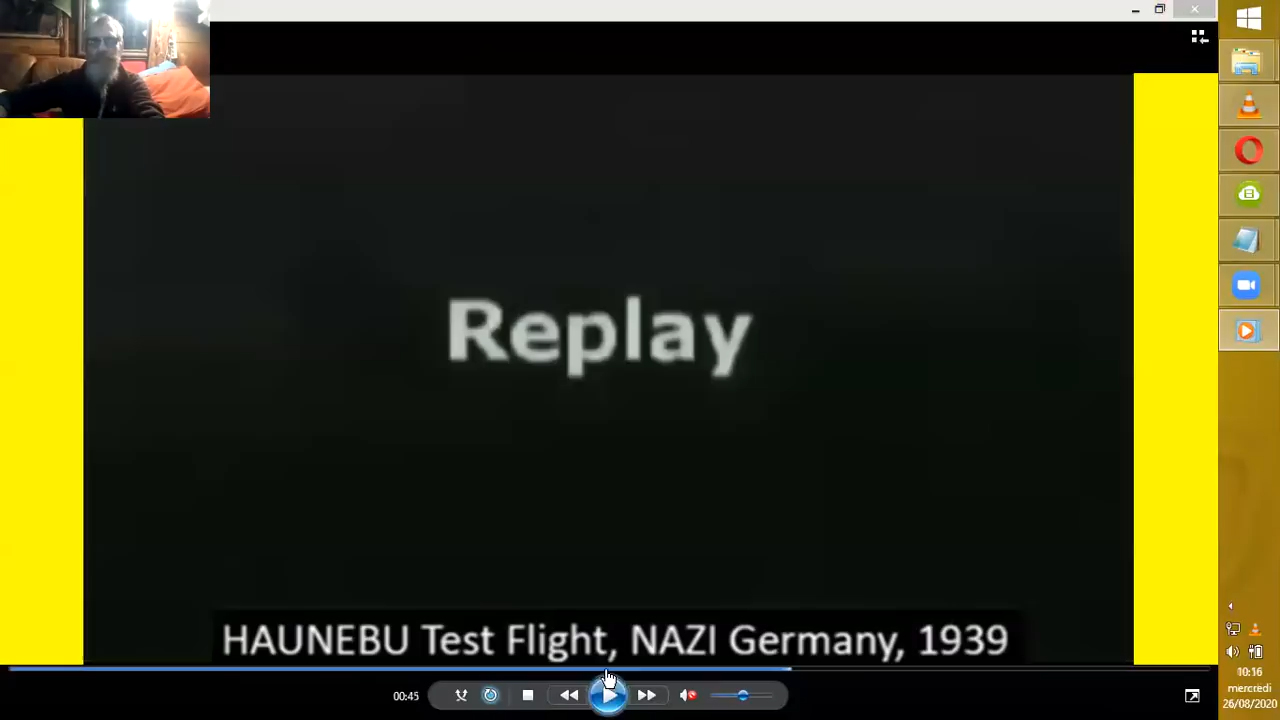 Replay
HAUNEBU Test Flight, NAZI Germany, 1939
00:45
10:16
mercredi
26/08/2020